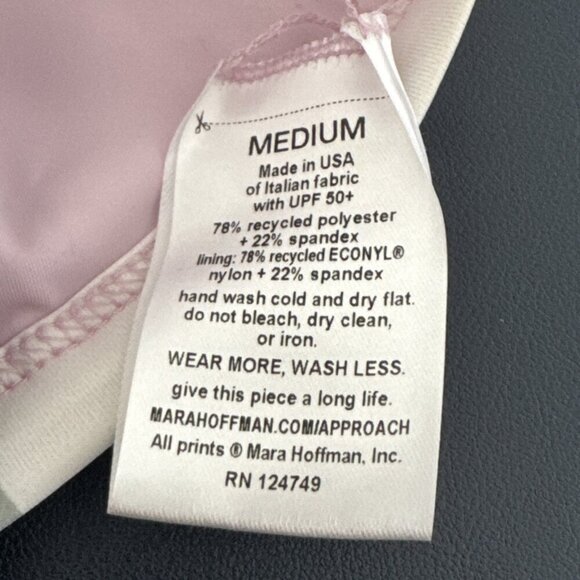 MEDIUM
Made in USA
of Italian fabric
with UPF 50+
78% recycled polyester
+ 22% spandex
lining: 78% recycled ECONYL®
nylon + 22% spandex
hand wash cold and dry flat.
do not bleach, dry clean,
or iron.
WEAR MORE, WASH LESS.
give this piece a long life.
MARAHOFFMAN.COM/APPROACH
All prints ® Mara Hoffman, Inc.
RN 124749